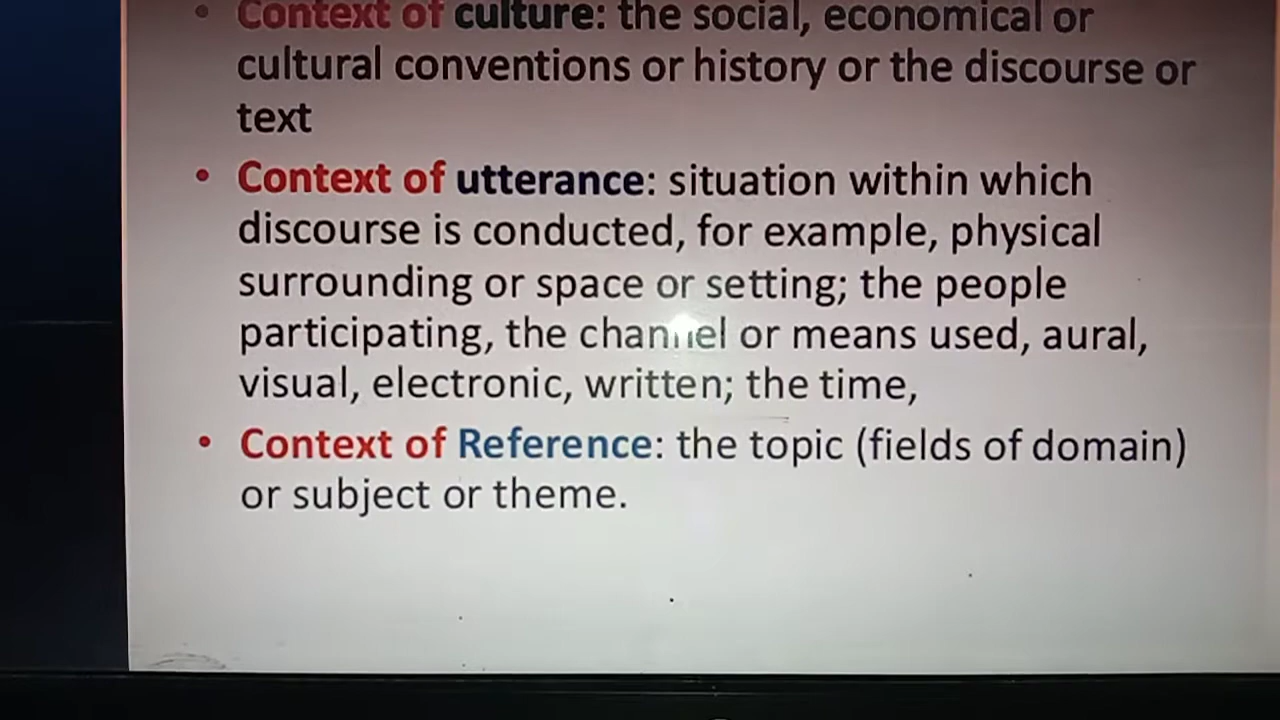 • Context of culture: the social, economical or
cultural conventions or history or the discourse or
text
• Context of utterance: situation within which
discourse is conducted, for example, physical
surrounding or space or setting; the people
participating, the channel or means used, aural,
visual, electronic, written; the time,
• Context of Reference: the topic (fields of domain)
or subject or theme.